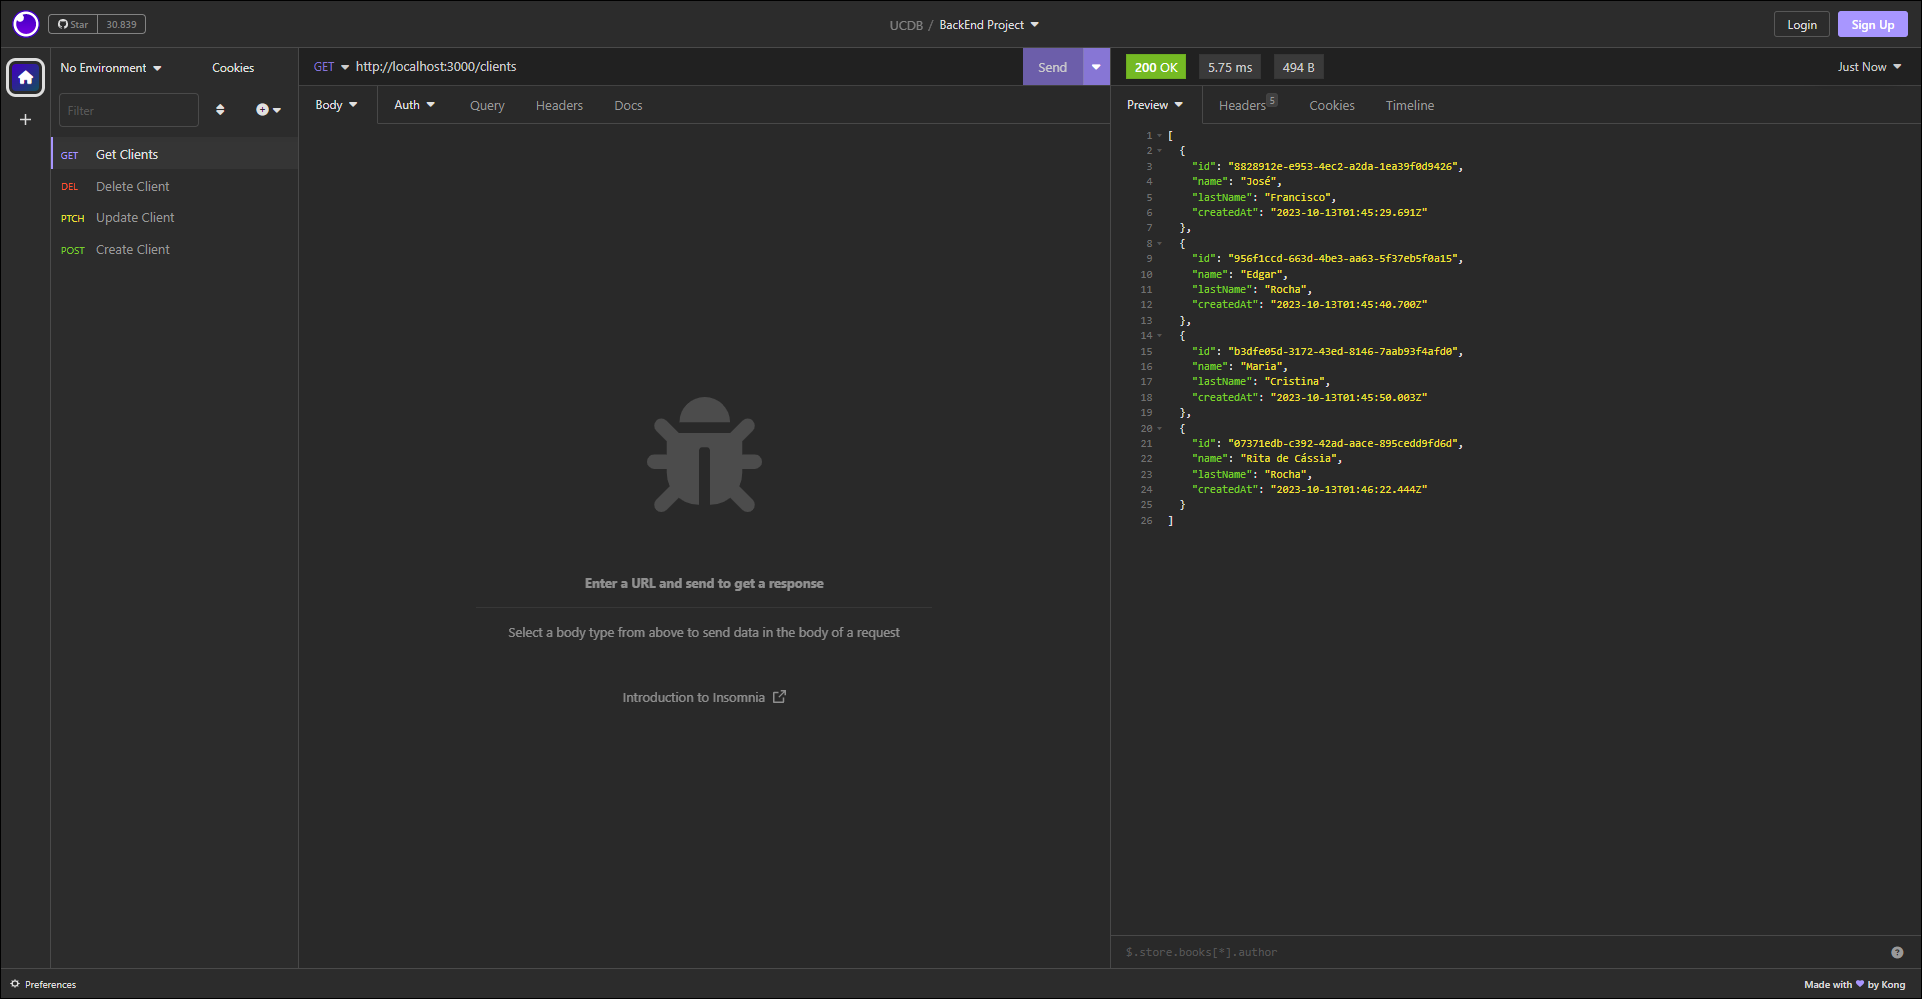 Star 30.839
UCDB / BackEnd Project
Login
Sign Up
No Environment
Cookies
Filter
GET Get Clients
DEL Delete Client
PTCH Update Client
POST Create Client
GET http://localhost:3000/clients
Send
Body
Auth
Query
Headers
Docs
Enter a URL and send to get a response
Select a body type from above to send data in the body of a request
Introduction to Insomnia
200 OK
5.75 ms
494 B
Just Now
Preview
Headers 5
Cookies
Timeline
1 [
2 {
3 "id": "8828912e-e953-4ec2-a2da-1ea39f0d9426",
4 "name": "José",
5 "lastName": "Francisco",
6 "createdAt": "2023-10-13T01:45:29.691Z"
7 },
8 {
9 "id": "956f1ccd-663d-4be3-aa63-5f37eb5f0a15",
10 "name": "Edgar",
11 "lastName": "Rocha",
12 "createdAt": "2023-10-13T01:45:40.700Z"
13 },
14 {
15 "id": "b3dfe05d-3172-43ed-8146-7aab93f4afd0",
16 "name": "Maria",
17 "lastName": "Cristina",
18 "createdAt": "2023-10-13T01:45:50.003Z"
19 },
20 {
21 "id": "07371edb-c392-42ad-aace-895cedd9fd6d",
22 "name": "Rita de Cássia",
23 "lastName": "Rocha",
24 "createdAt": "2023-10-13T01:46:22.444Z"
25 }
26 ]
$.store.books[*].author
Preferences
Made with ♥ by Kong